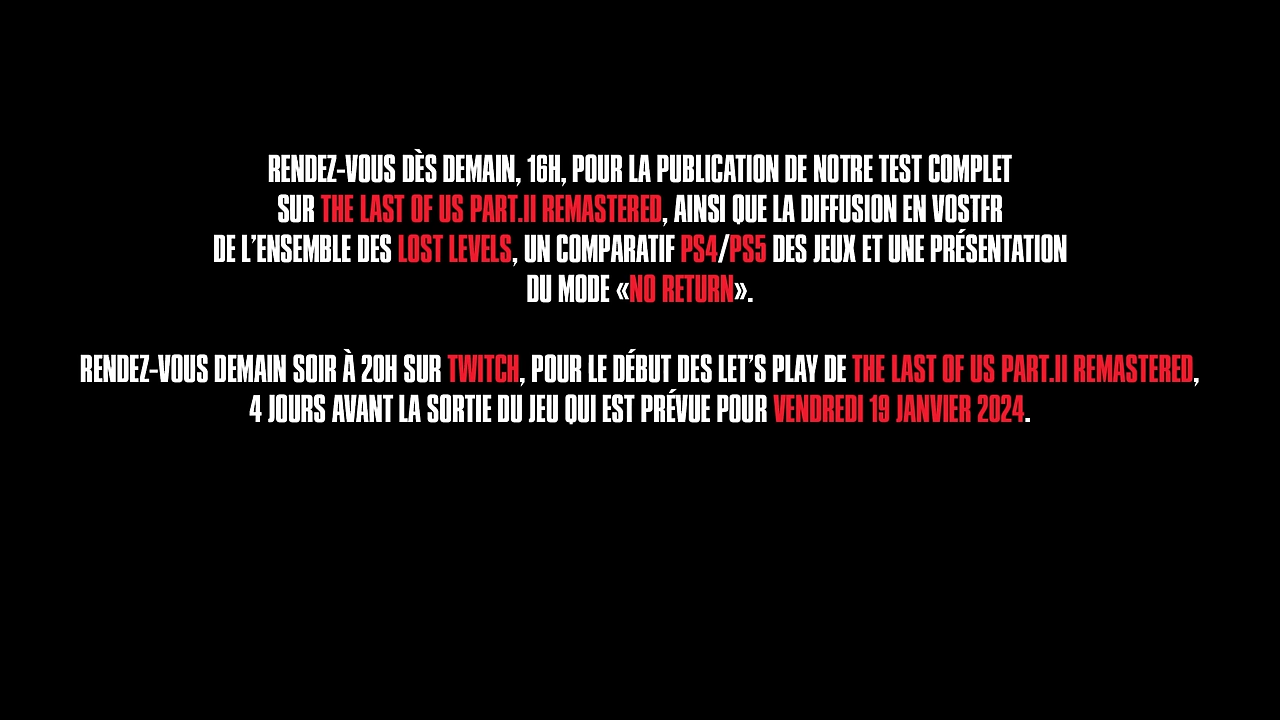 RENDEZ-VOUS DÈS DEMAIN, 16H, POUR LA PUBLICATION DE NOTRE TEST COMPLET
SUR THE LAST OF US PART.II REMASTERED, AINSI QUE LA DIFFUSION EN VOSTFR
DE L'ENSEMBLE DES LOST LEVELS, UN COMPARATIF PS4/PS5 DES JEUX ET UNE PRÉSENTATION
DU MODE «NO RETURN».
RENDEZ-VOUS DEMAIN SOIR À 20H SUR TWITCH, POUR LE DÉBUT DES LET'S PLAY DE THE LAST OF US PART.II REMASTERED,
4 JOURS AVANT LA SORTIE DU JEU QUI EST PRÉVUE POUR VENDREDI 19 JANVIER 2024.